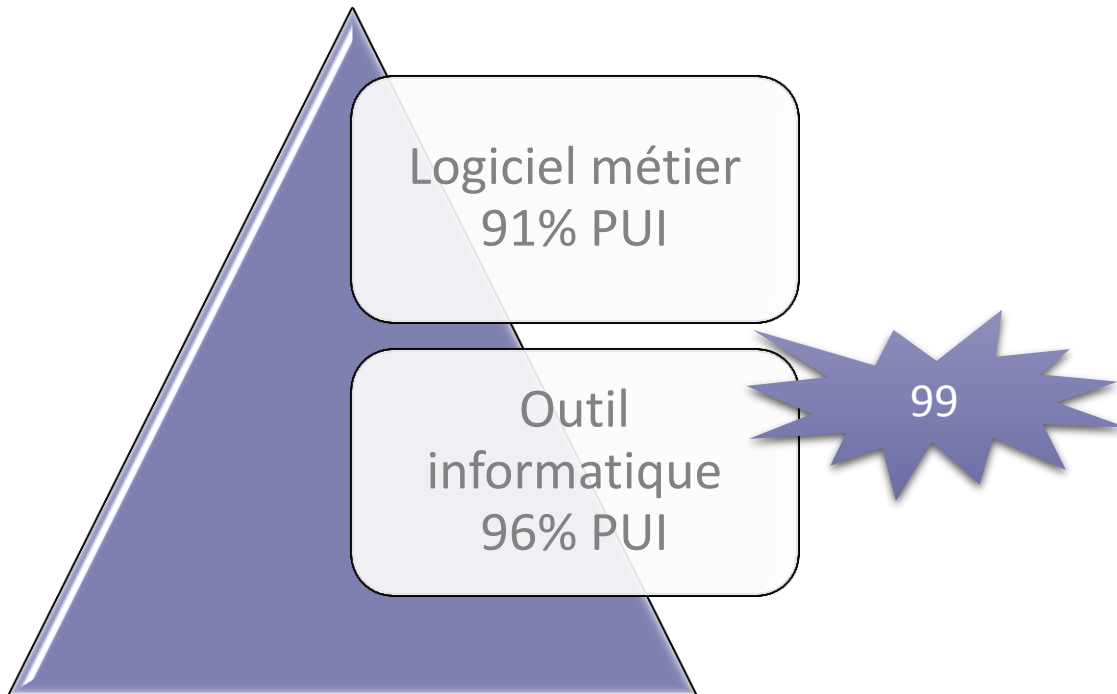 Logiciel métier
91% PUI
Outil
informatique
96% PUI
99